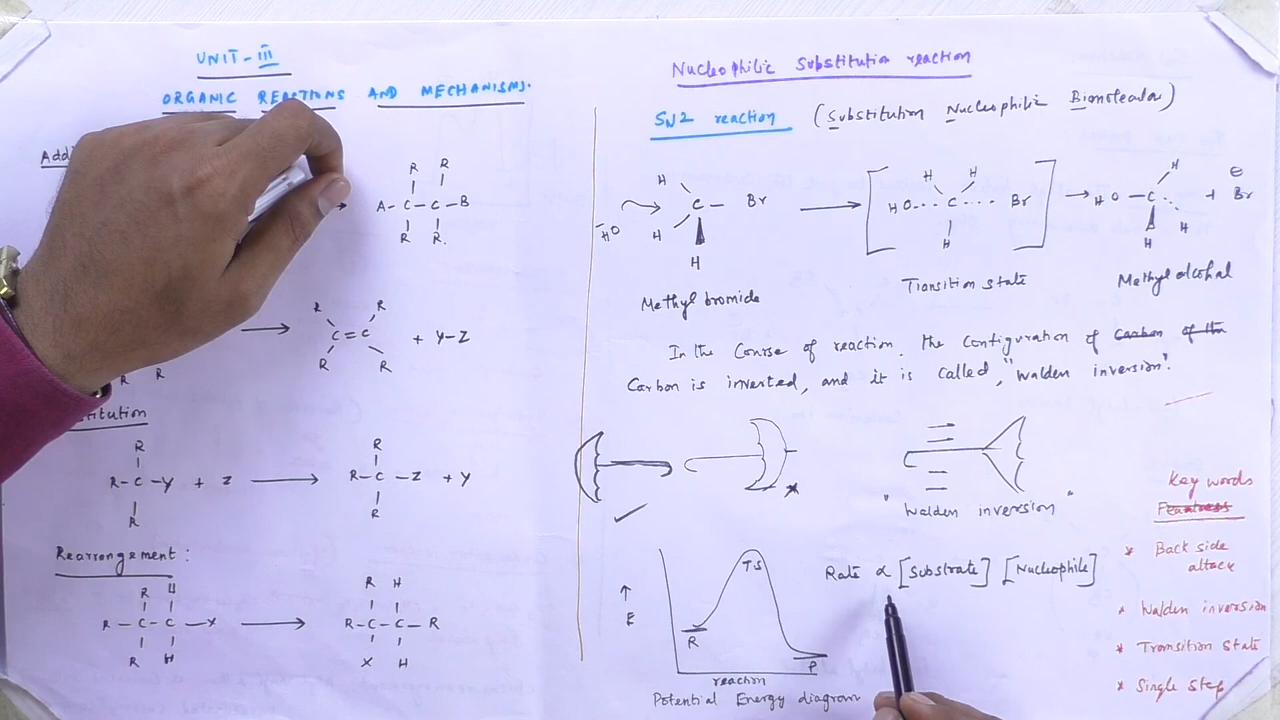 UNIT-III
ORGANIC REACTIONS AND MECHANISMS.
R R
A-C-C-B
R R.
R R
C=C + Y-Z
R R
R R
R
R-C-Y + Z → R-C-Z + Y
R
R
R
Rearrangement:
R H
R-C-C-X →
R H
R H
R-C-C-R
X H
Nucleophilic Substitution reaction
SN2 reaction (Substitution Nucleophilic Bimolecular)
H
HO
C - Br
H
H
→
H H
HO...C...Br
H
→
H
HO-C
H H
+ Br
⊖
Methyl bromide
Transition state
Methyl alcohol
In the Course of reaction, the Configuration of Carbon of the
Carbon is inverted, and it is called, "Walden inversion".
"Walden inversion"
↑
E
R
TS
P
reaction
Potential Energy diagram
Rate ∝ [Substrate] [Nucleophile]
Key words
* Back side
attack
* Walden inversion
* Transition State
* Single Step